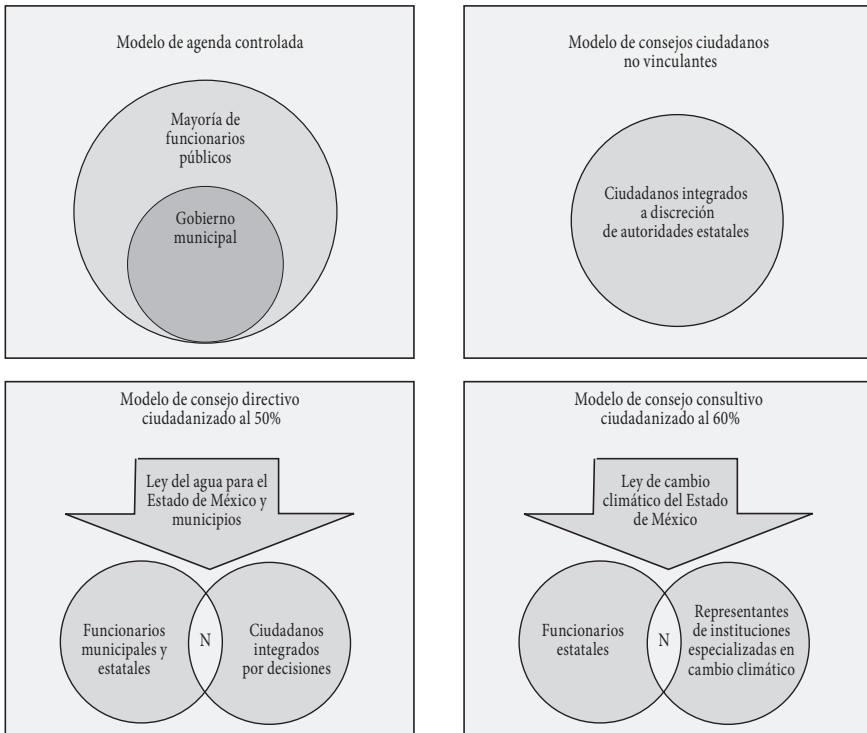 Modelo de agenda controlada
Mayoría de
funcionarios
públicos
Gobierno
municipal
Modelo de consejos ciudadanos
no vinculantes
Ciudadanos integrados
a discreción
de autoridades estatales
Modelo de consejo directivo
ciudadanizado al 50%
Ley del agua para el
Estado de México y
municipios
Funcionarios
municipales y
estatales
N
Ciudadanos
integrados
por decisiones
Modelo de consejo consultivo
ciudadanizado al 60%
Ley de cambio
climático del Estado
de México
Funcionarios
estatales
N
Representantes
de instituciones
especializadas en
cambio climático